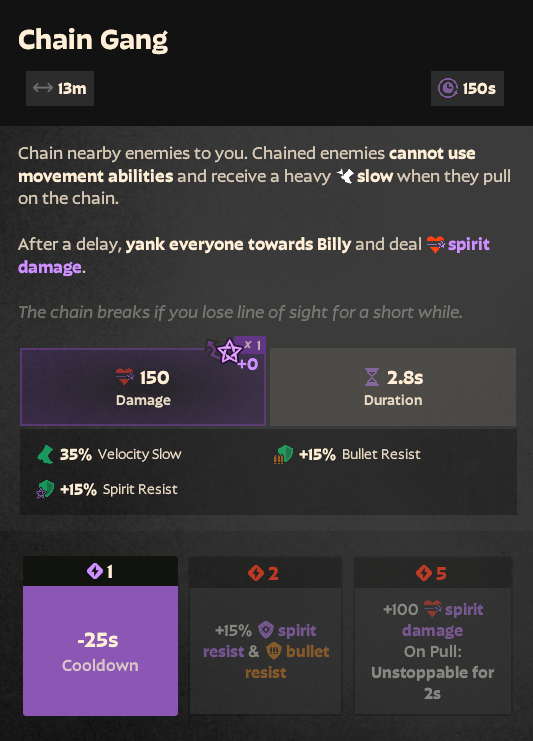 Chain Gang
13m
150s
Chain nearby enemies to you. Chained enemies cannot use
movement abilities and receive a heavy slow when they pull
on the chain.
After a delay, yank everyone towards Billy and deal spirit
damage.
The chain breaks if you lose line of sight for a short while.
x 1
+0
150
Damage
2.8s
Duration
35% Velocity Slow
+15% Bullet Resist
+15% Spirit Resist
1
-25s
Cooldown
2
+15% spirit
resist & bullet
resist
5
+100 spirit
damage
On Pull:
Unstoppable for
2s